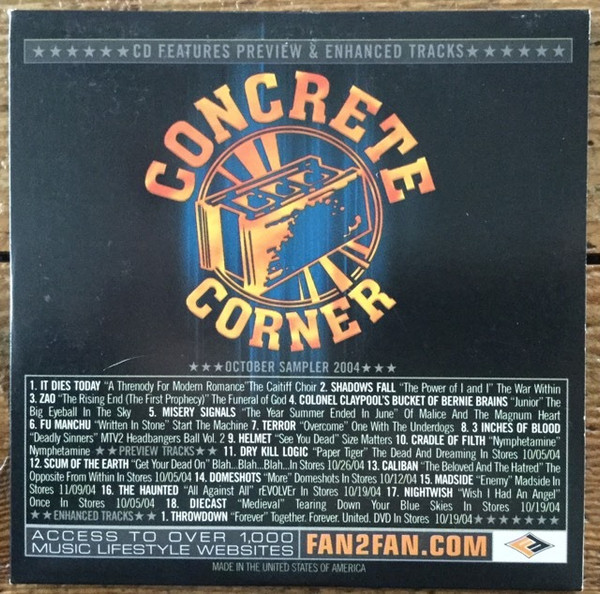 ★★★★★★CD FEATURES PREVIEW & ENHANCED TRACKS★★★★★★
CONCRETE
CORNER
★★★OCTOBER SAMPLER 2004★★★
1. IT DIES TODAY "A Threnody For Modern Romance"The Caitiff Choir 2. SHADOWS FALL "The Power of I and I" The War Within
3. ZAO "The Rising End (The First Prophecy)" The Funeral of God 4. COLONEL CLAYPOOL'S BUCKET OF BERNIE BRAINS "Junior" The
Big Eyeball In The Sky 5. MISERY SIGNALS "The Year Summer Ended In June" Of Malice And The Magnum Heart
6. FU MANCHU "Written In Stone" Start The Machine 7. TERROR "Overcome" One With The Underdogs 8. 3 INCHES OF BLOOD
"Deadly Sinners" MTV2 Headbangers Ball Vol. 2 9. HELMET "See You Dead" Size Matters 10. CRADLE OF FILTH "Nymphetamine"
Nymphetamine ★★PREVIEW TRACKS★★ 11. DRY KILL LOGIC "Paper Tiger" The Dead And Dreaming In Stores 10/05/04
12. SCUM OF THE EARTH "Get Your Dead On" Blah...Blah...Blah...In Stores 10/26/04 13. CALIBAN "The Beloved And The Hatred" The
Opposite From Within In Stores 10/05/04 14. DOMESHOTS "More" Domeshots In Stores 10/12/04 15. MADSIDE "Enemy" Madside In
Stores 11/09/04 16. THE HAUNTED "All Against All" rEVOLVEr In Stores 10/19/04 17. NIGHTWISH "Wish I Had An Angel"
Once In Stores 10/05/04 18. DIECAST "Medieval" Tearing Down Your Blue Skies In Stores 10/19/04
★★ENHANCED TRACKS★★ 1. THROWDOWN "Forever" Together. Forever. United. DVD In Stores 10/19/04★★★★★★★
ACCESS TO OVER 1,000
MUSIC LIFESTYLE WEBSITES
FAN2FAN.COM
MADE IN THE UNITED STATES OF AMERICA